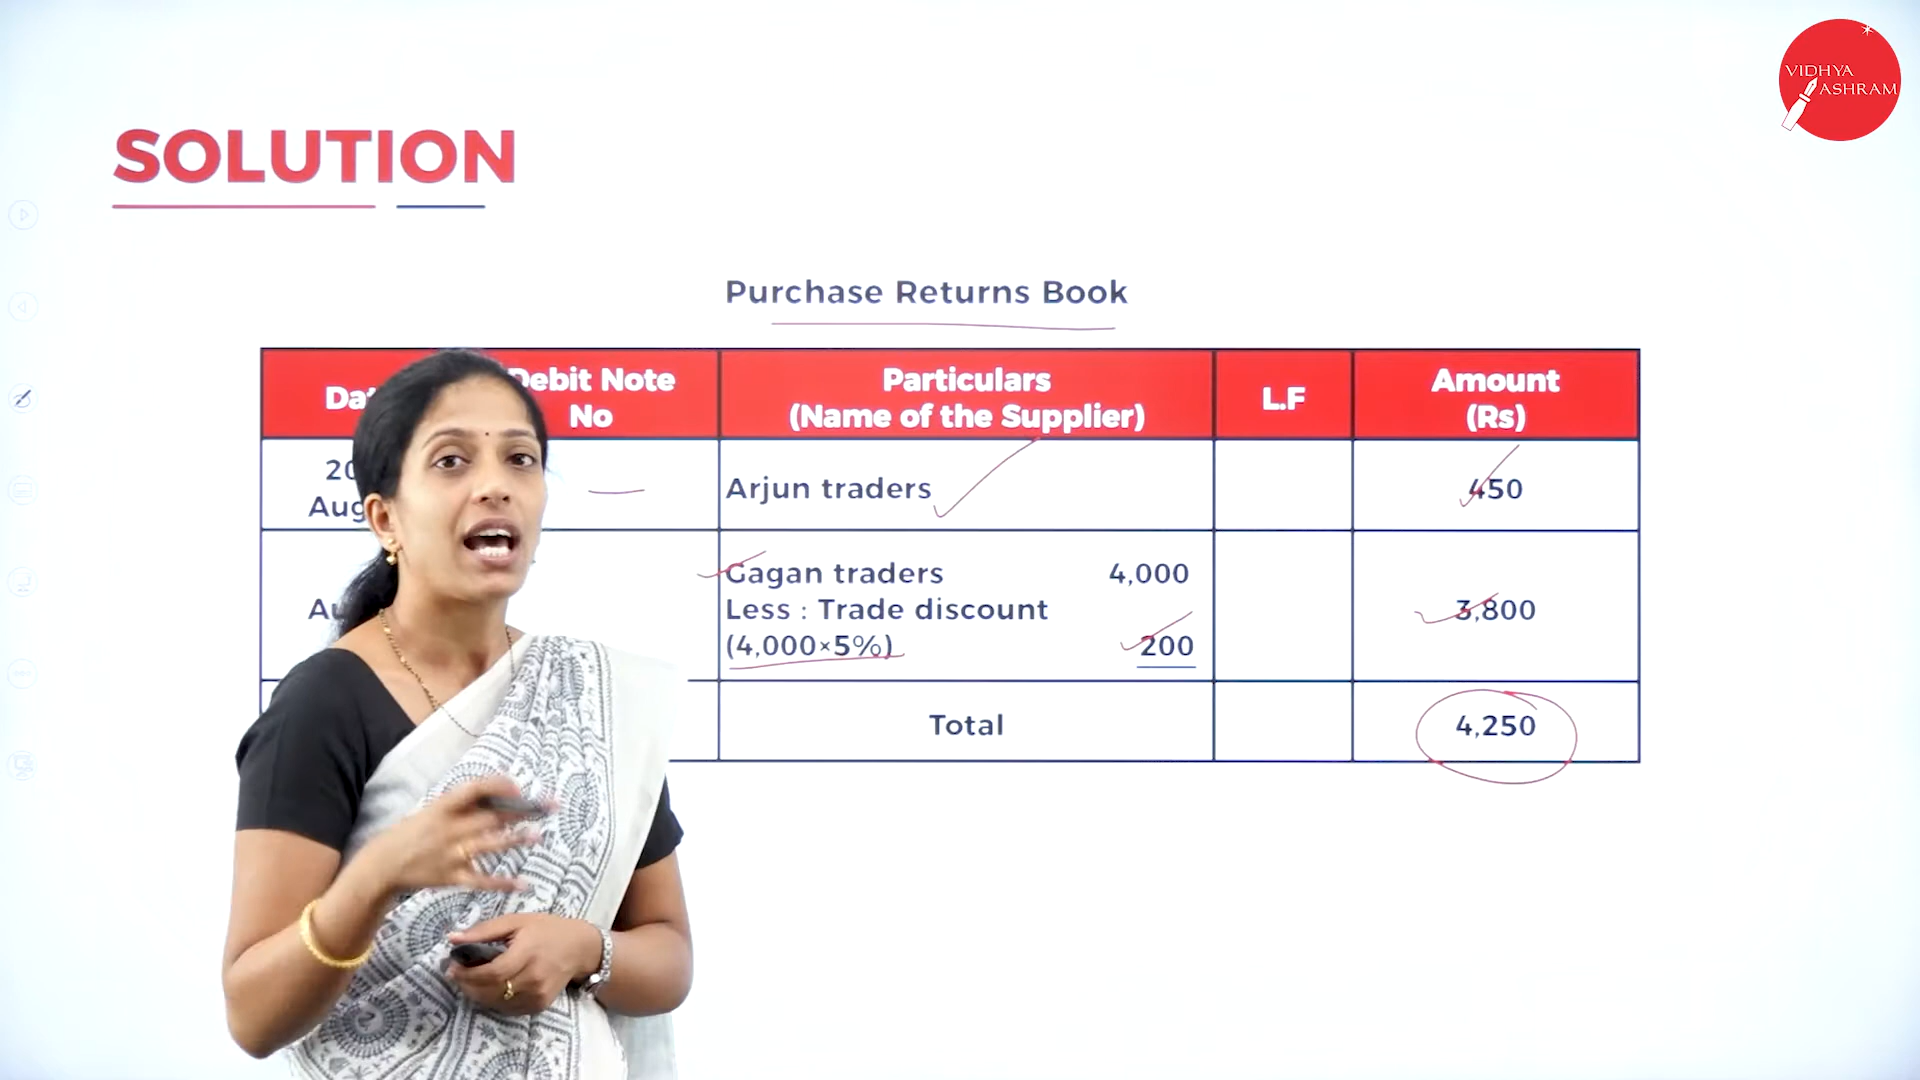 VIDHYA
ASHRAM
SOLUTION
Purchase Returns Book
Debit Note
No
Particulars
(Name of the Supplier)
L.F
Amount
(Rs)
Arjun traders
450
Gagan traders 4,000
Less : Trade discount
(4,000×5%) 200
3,800
Total
4,250